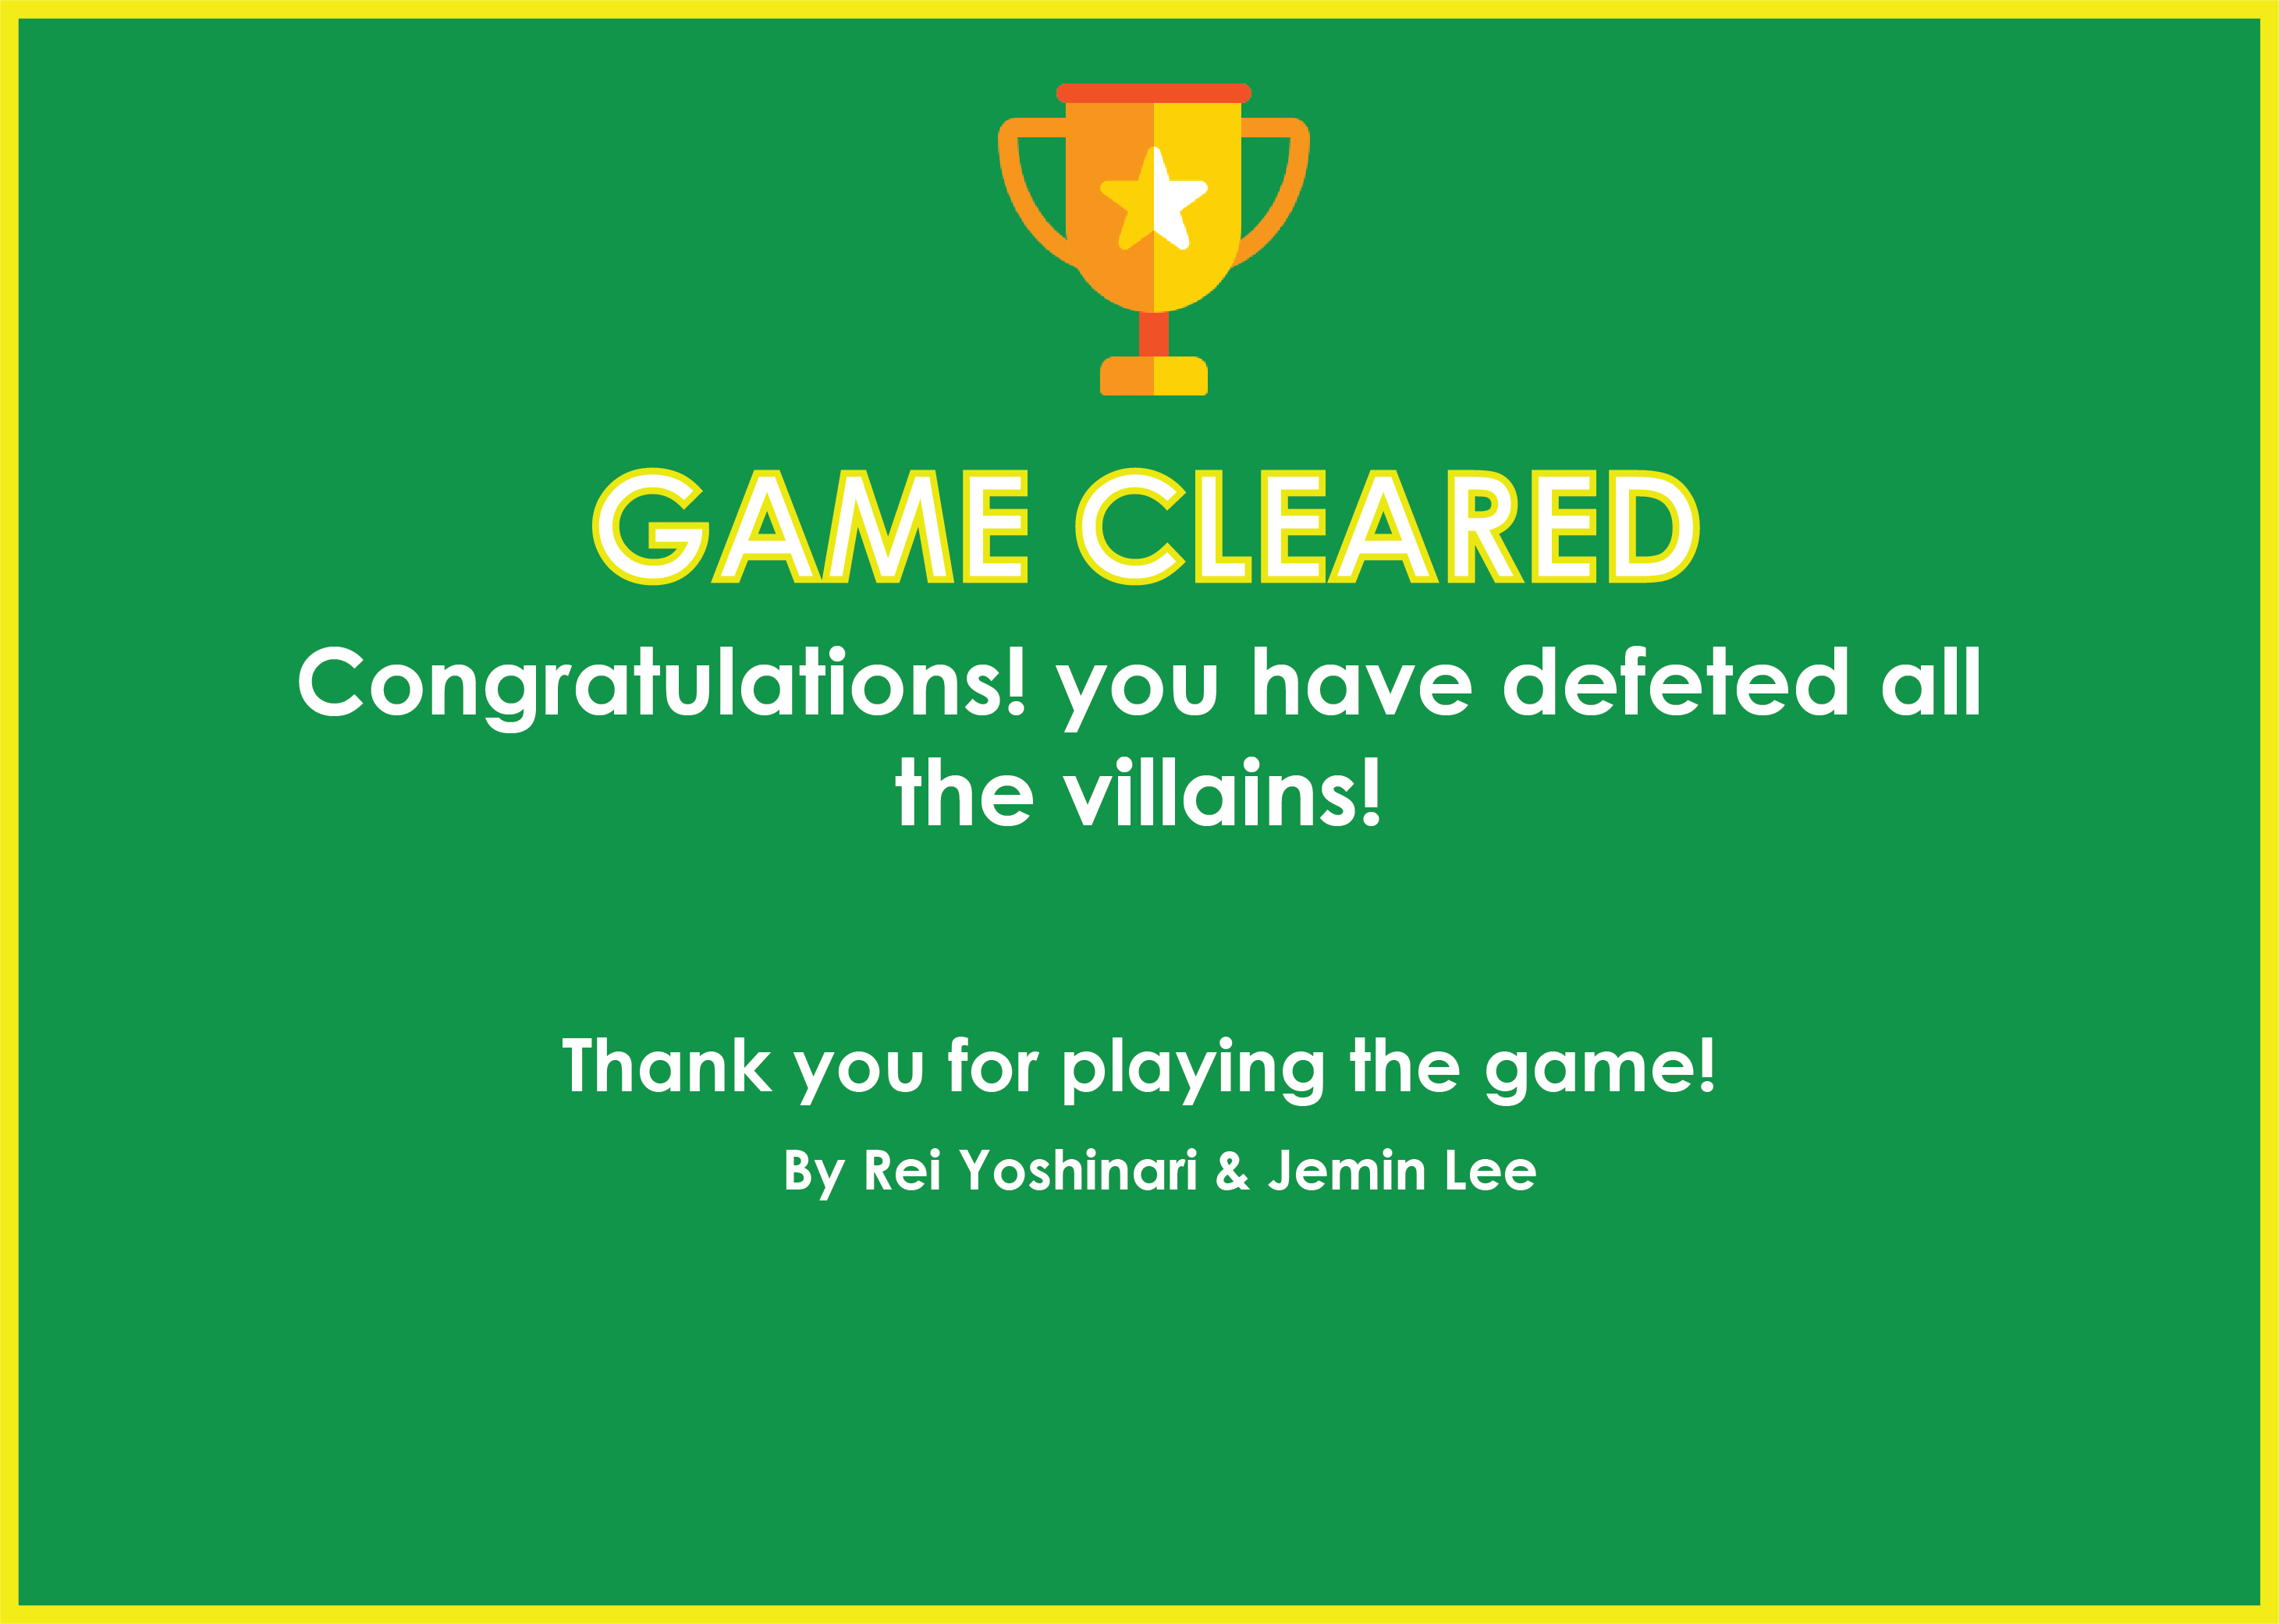 GAME CLEARED
Congratulations! you have defeted all
the villains!
Thank you for playing the game!
By Rei Yoshinari & Jemin Lee